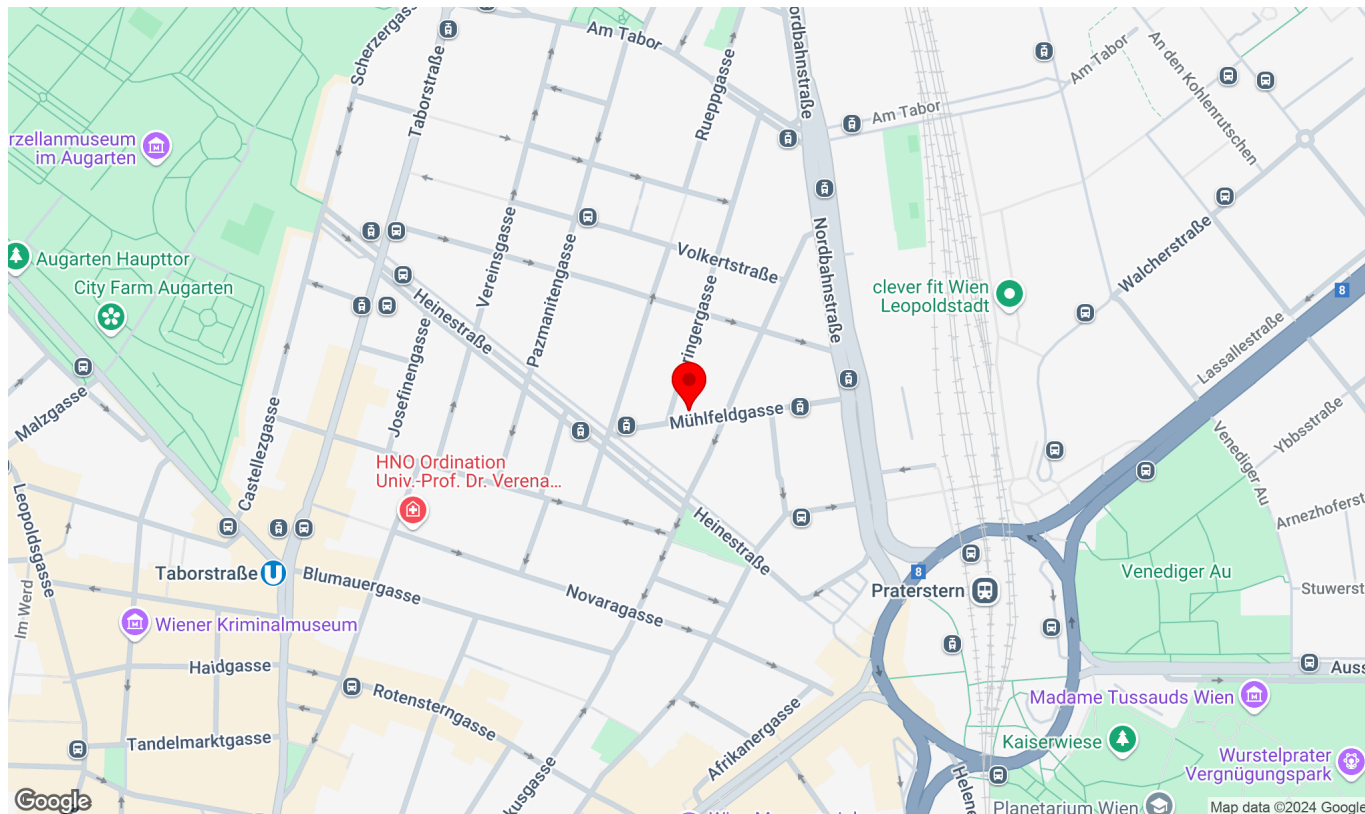 Scherzergasse
Taborstraße
Am Tabor
Rueppgasse
Nordbahnstraße
Am Tabor
Am Tabor
An den Kohlenrutschen
rzellanmuseum
im Augarten
Augarten Haupttor
City Farm Augarten
Vereinsgasse
Pazmanitengasse
Volkertstraße
Nordbahnstraße
clever fit Wien
Leopoldstadt
Walcherstraße
8
Lassallestraße
Heinestraße
Josefinengasse
ringergasse
Mühlfeldgasse
Malzgasse
Castellezgasse
Leopoldsgasse
HNO Ordination
Univ.-Prof. Dr. Verena…
Venediger Au
Ybbsstraße
Arnezhoferst
Heinestraße
Taborstraße
U
Blumauergasse
Novaragasse
8
Praterstern
Venediger Au
Stuwerst
Im Werd
Wiener Kriminalmuseum
Haidgasse
Rotensterngasse
Tandelmarktgasse
Afrikanergasse
kusgasse
Auss
Madame Tussauds Wien
Kaiserwiese
Wurstelprater
Vergnügungspark
Helene
Planetarium Wien
Google
Map data ©2024 Google